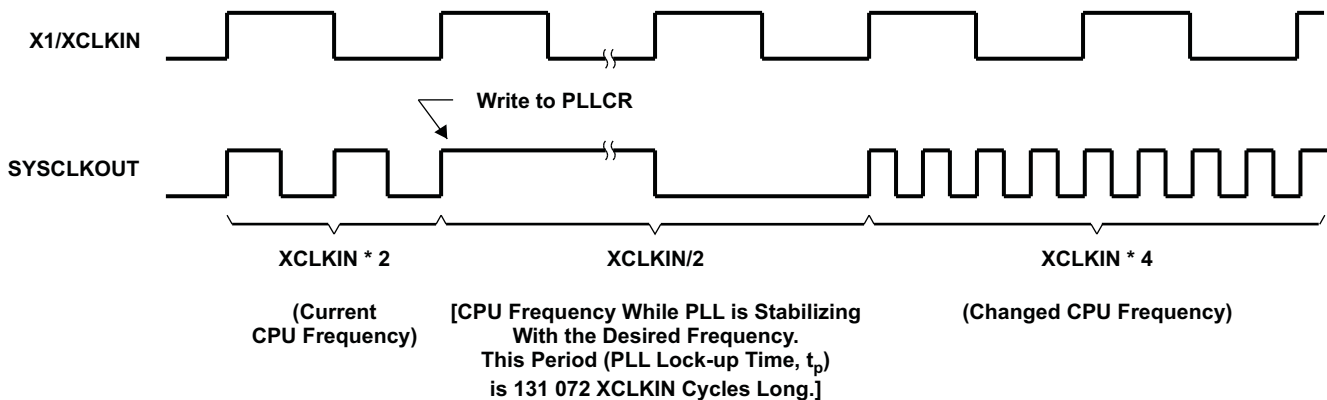 X1/XCLKIN
Write to PLLCR
SYSCLKOUT
XCLKIN * 2
XCLKIN/2
XCLKIN * 4
(Current
CPU Frequency)
[CPU Frequency While PLL is Stabilizing
With the Desired Frequency.
This Period (PLL Lock-up Time, tp)
is 131 072 XCLKIN Cycles Long.]
(Changed CPU Frequency)